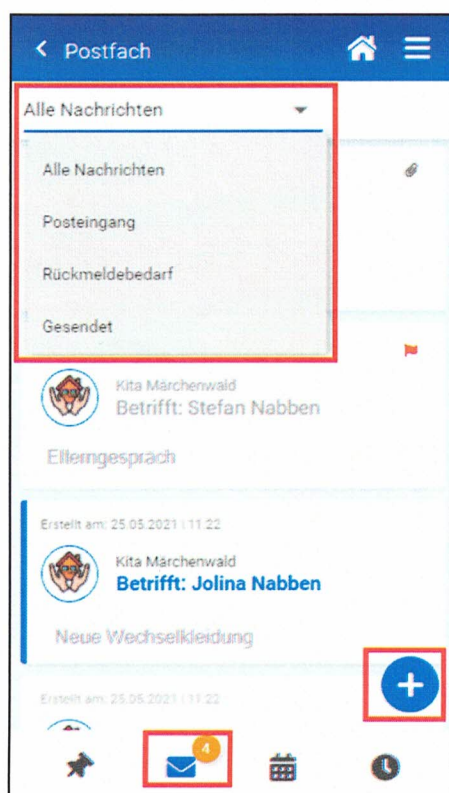 Postfach
Alle Nachrichten
Alle Nachrichten
Posteingang
Rückmeldebedarf
Gesendet
Kita Märchenwald
Betrifft: Stefan Nabben
Elterngespräch
Erstellt am: 25.05.2021 | 11:22
Kita Märchenwald
Betrifft: Jolina Nabben
Neue Wechselkleidung
Erstellt am: 25.05.2021 | 11:22
4